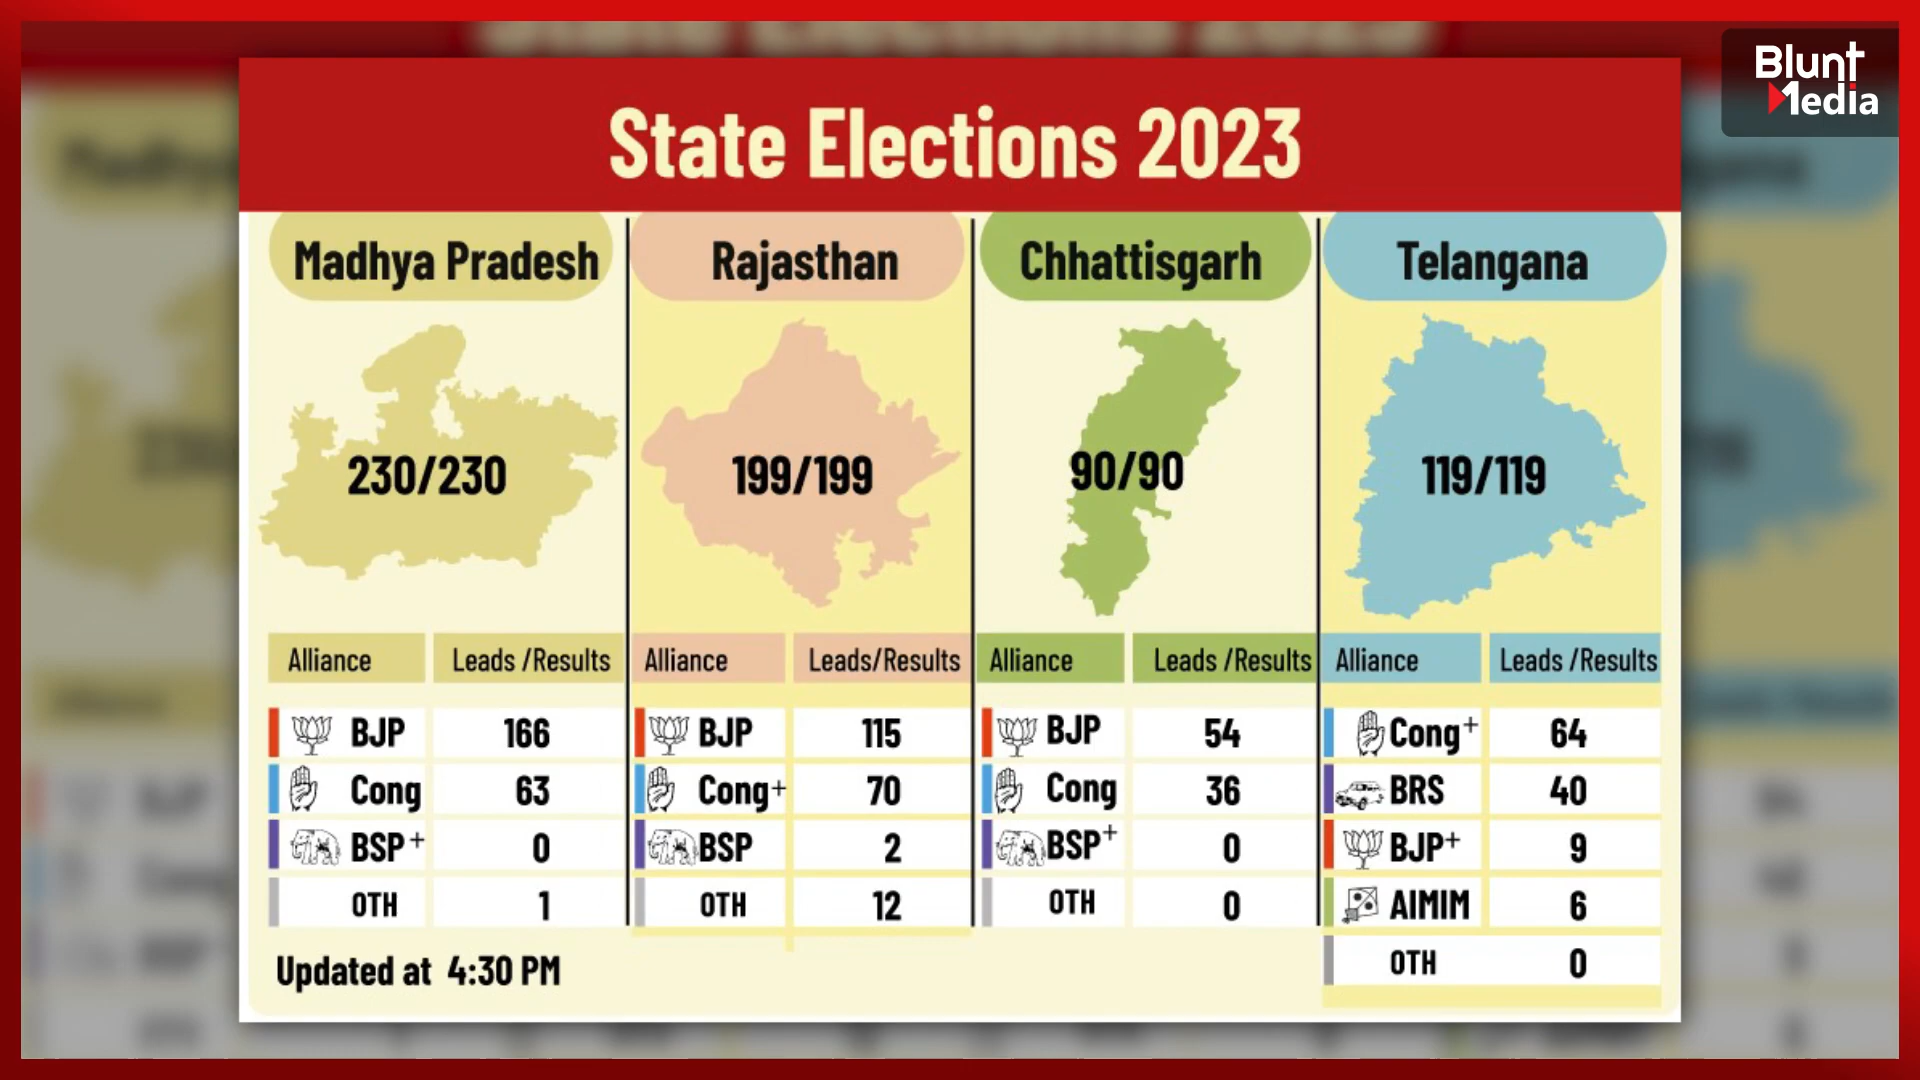 Blunt
Media
State Elections 2023
Madhya Pradesh
230/230
Alliance Leads /Results
BJP 166
Cong 63
BSP+ 0
OTH 1
Rajasthan
199/199
Alliance Leads/Results
BJP 115
Cong+ 70
BSP 2
OTH 12
Chhattisgarh
90/90
Alliance Leads /Results
BJP 54
Cong 36
BSP+ 0
OTH 0
Telangana
119/119
Alliance Leads /Results
Cong+ 64
BRS 40
BJP+ 9
AIMIM 6
OTH 0
Updated at 4:30 PM